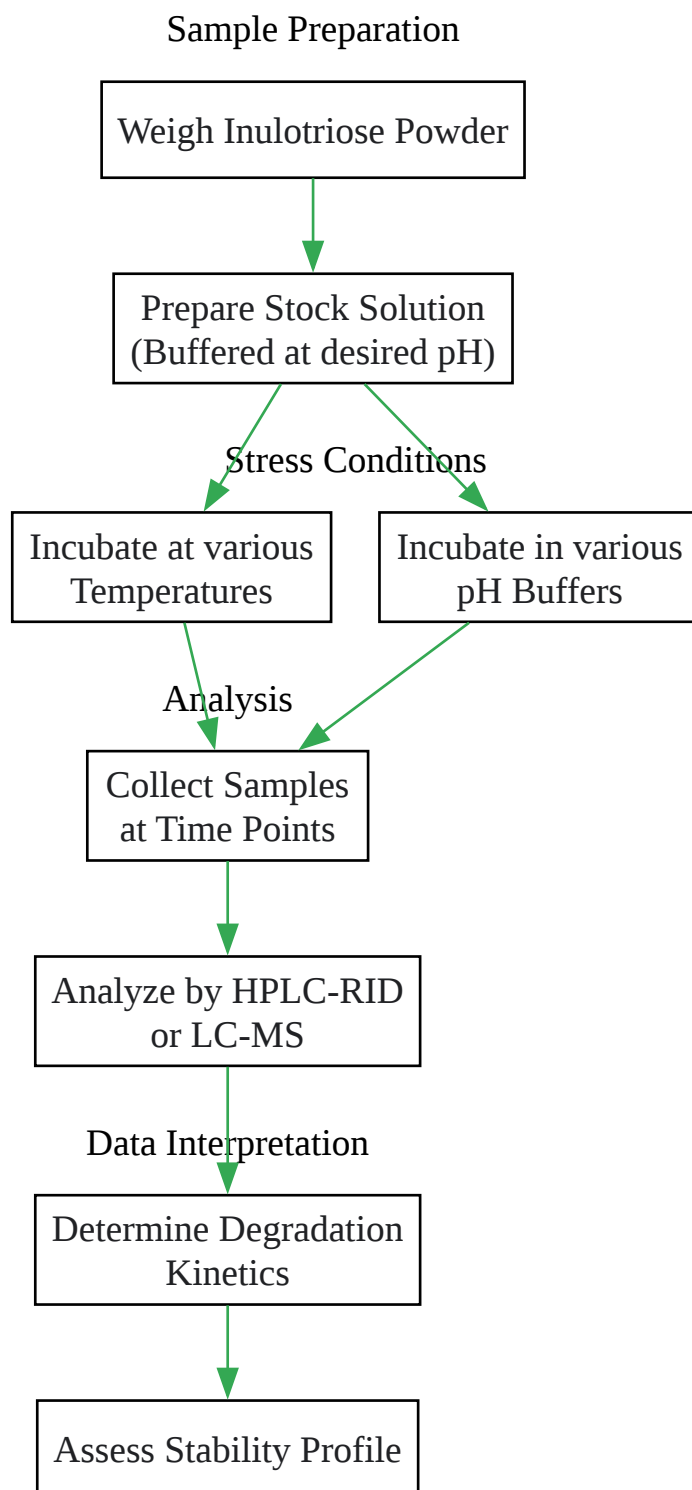 Sample Preparation
Weigh Inulotriose Powder
Prepare Stock Solution
(Buffered at desired pH)
Stress Conditions
Incubate at various
Temperatures
Incubate in various
pH Buffers
Analysis
Collect Samples
at Time Points
Analyze by HPLC-RID
or LC-MS
Data Interpretation
Determine Degradation
Kinetics
Assess Stability Profile